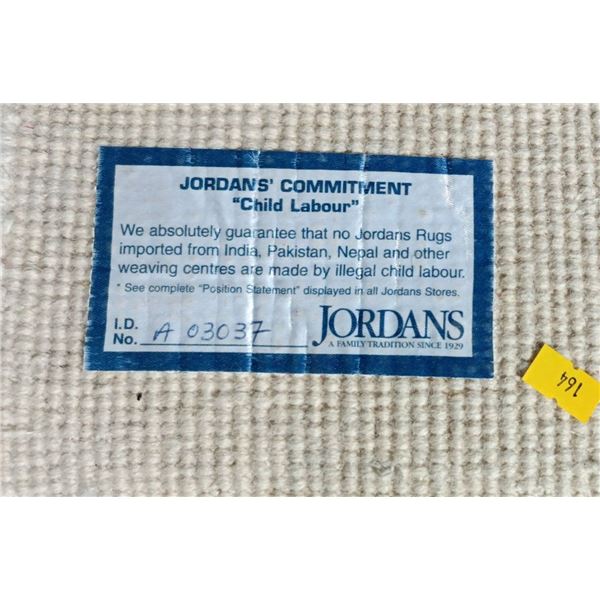 JORDANS' COMMITMENT
"Child Labour"
We absolutely guarantee that no Jordans Rugs
imported from India, Pakistan, Nepal and other
weaving centres are made by illegal child labour.
* See complete "Position Statement" displayed in all Jordans Stores.
I.D.
No. A 03037
JORDANS
A FAMILY TRADITION SINCE 1929
164